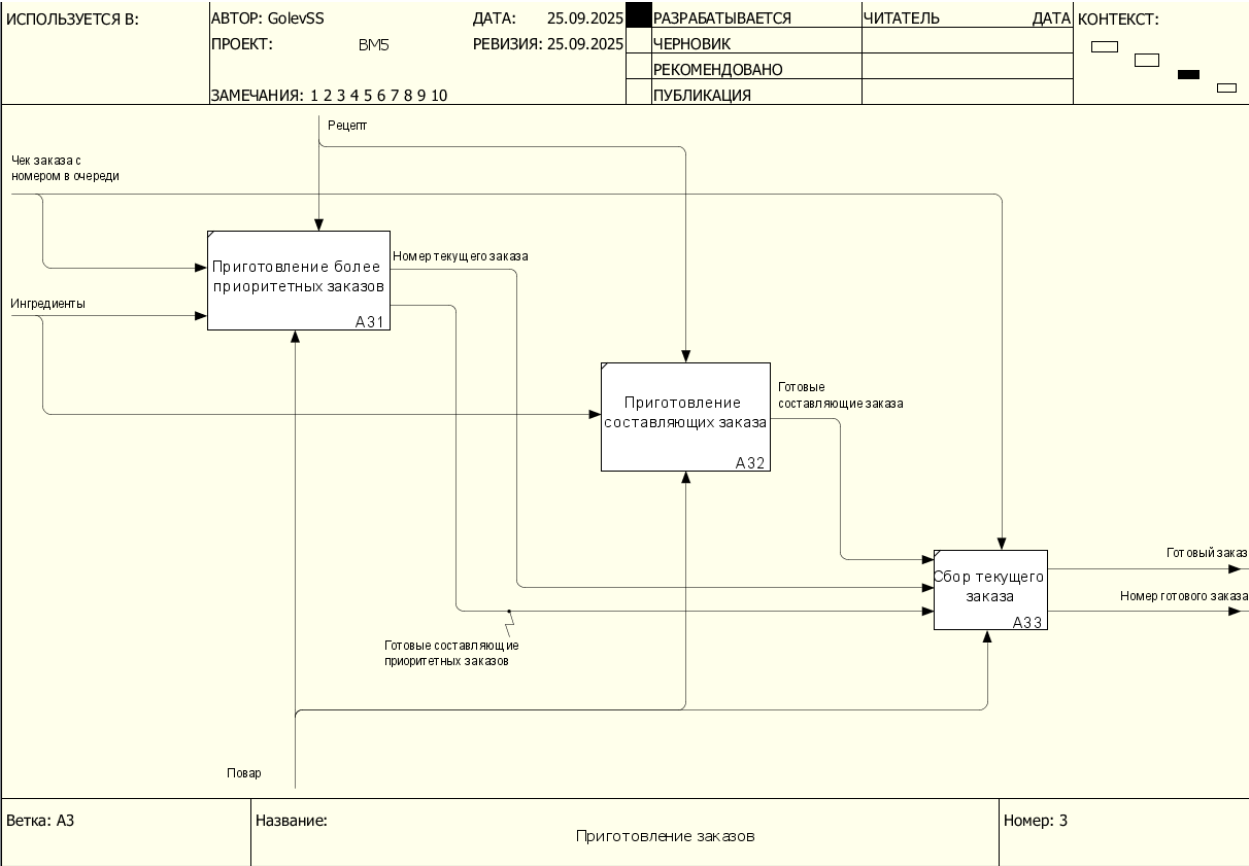 ИСПОЛЬЗУЕТСЯ В:
АВТОР: GolevSS
ДАТА: 25.09.2025
РАЗРАБАТЫВАЕТСЯ
ЧИТАТЕЛЬ
ДАТА
КОНТЕКСТ:
ПРОЕКТ: BM5
РЕВИЗИЯ: 25.09.2025
ЧЕРНОВИК
РЕКОМЕНДОВАНО
ЗАМЕЧАНИЯ: 1 2 3 4 5 6 7 8 9 10
ПУБЛИКАЦИЯ
Рецепт
Чек заказа с
номером в очереди
Приготовление более
приоритетных заказов
A31
Номер текущего заказа
Ингредиенты
Приготовление
составляющих заказа
A32
Готовые
составляющие заказа
Сбор текущего
заказа
A33
Готовый заказ
Номер готового заказа
Готовые составляющие
приоритетных заказов
Повар
Ветка: A3
Название:
Приготовление заказов
Номер: 3